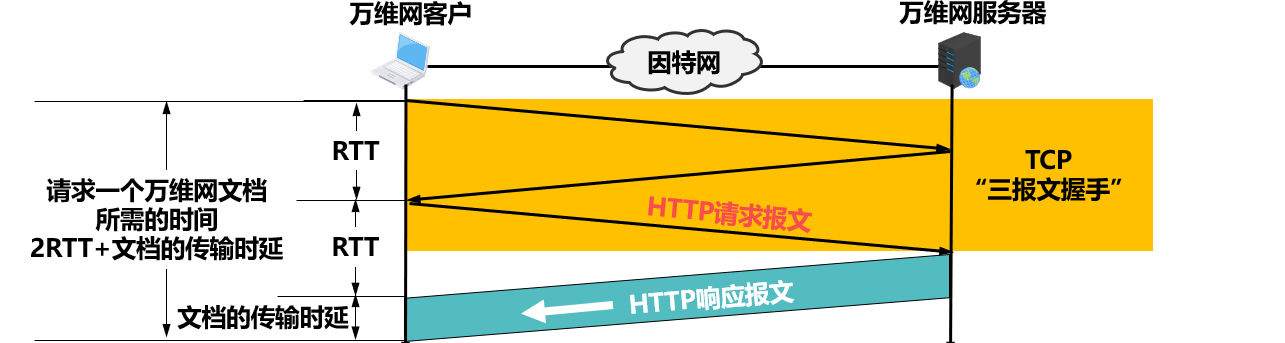 万维网客户
万维网服务器
因特网
RTT
TCP
“三报文握手”
请求一个万维网文档
所需的时间
2RTT+文档的传输时延
HTTP请求报文
RTT
HTTP响应报文
文档的传输时延